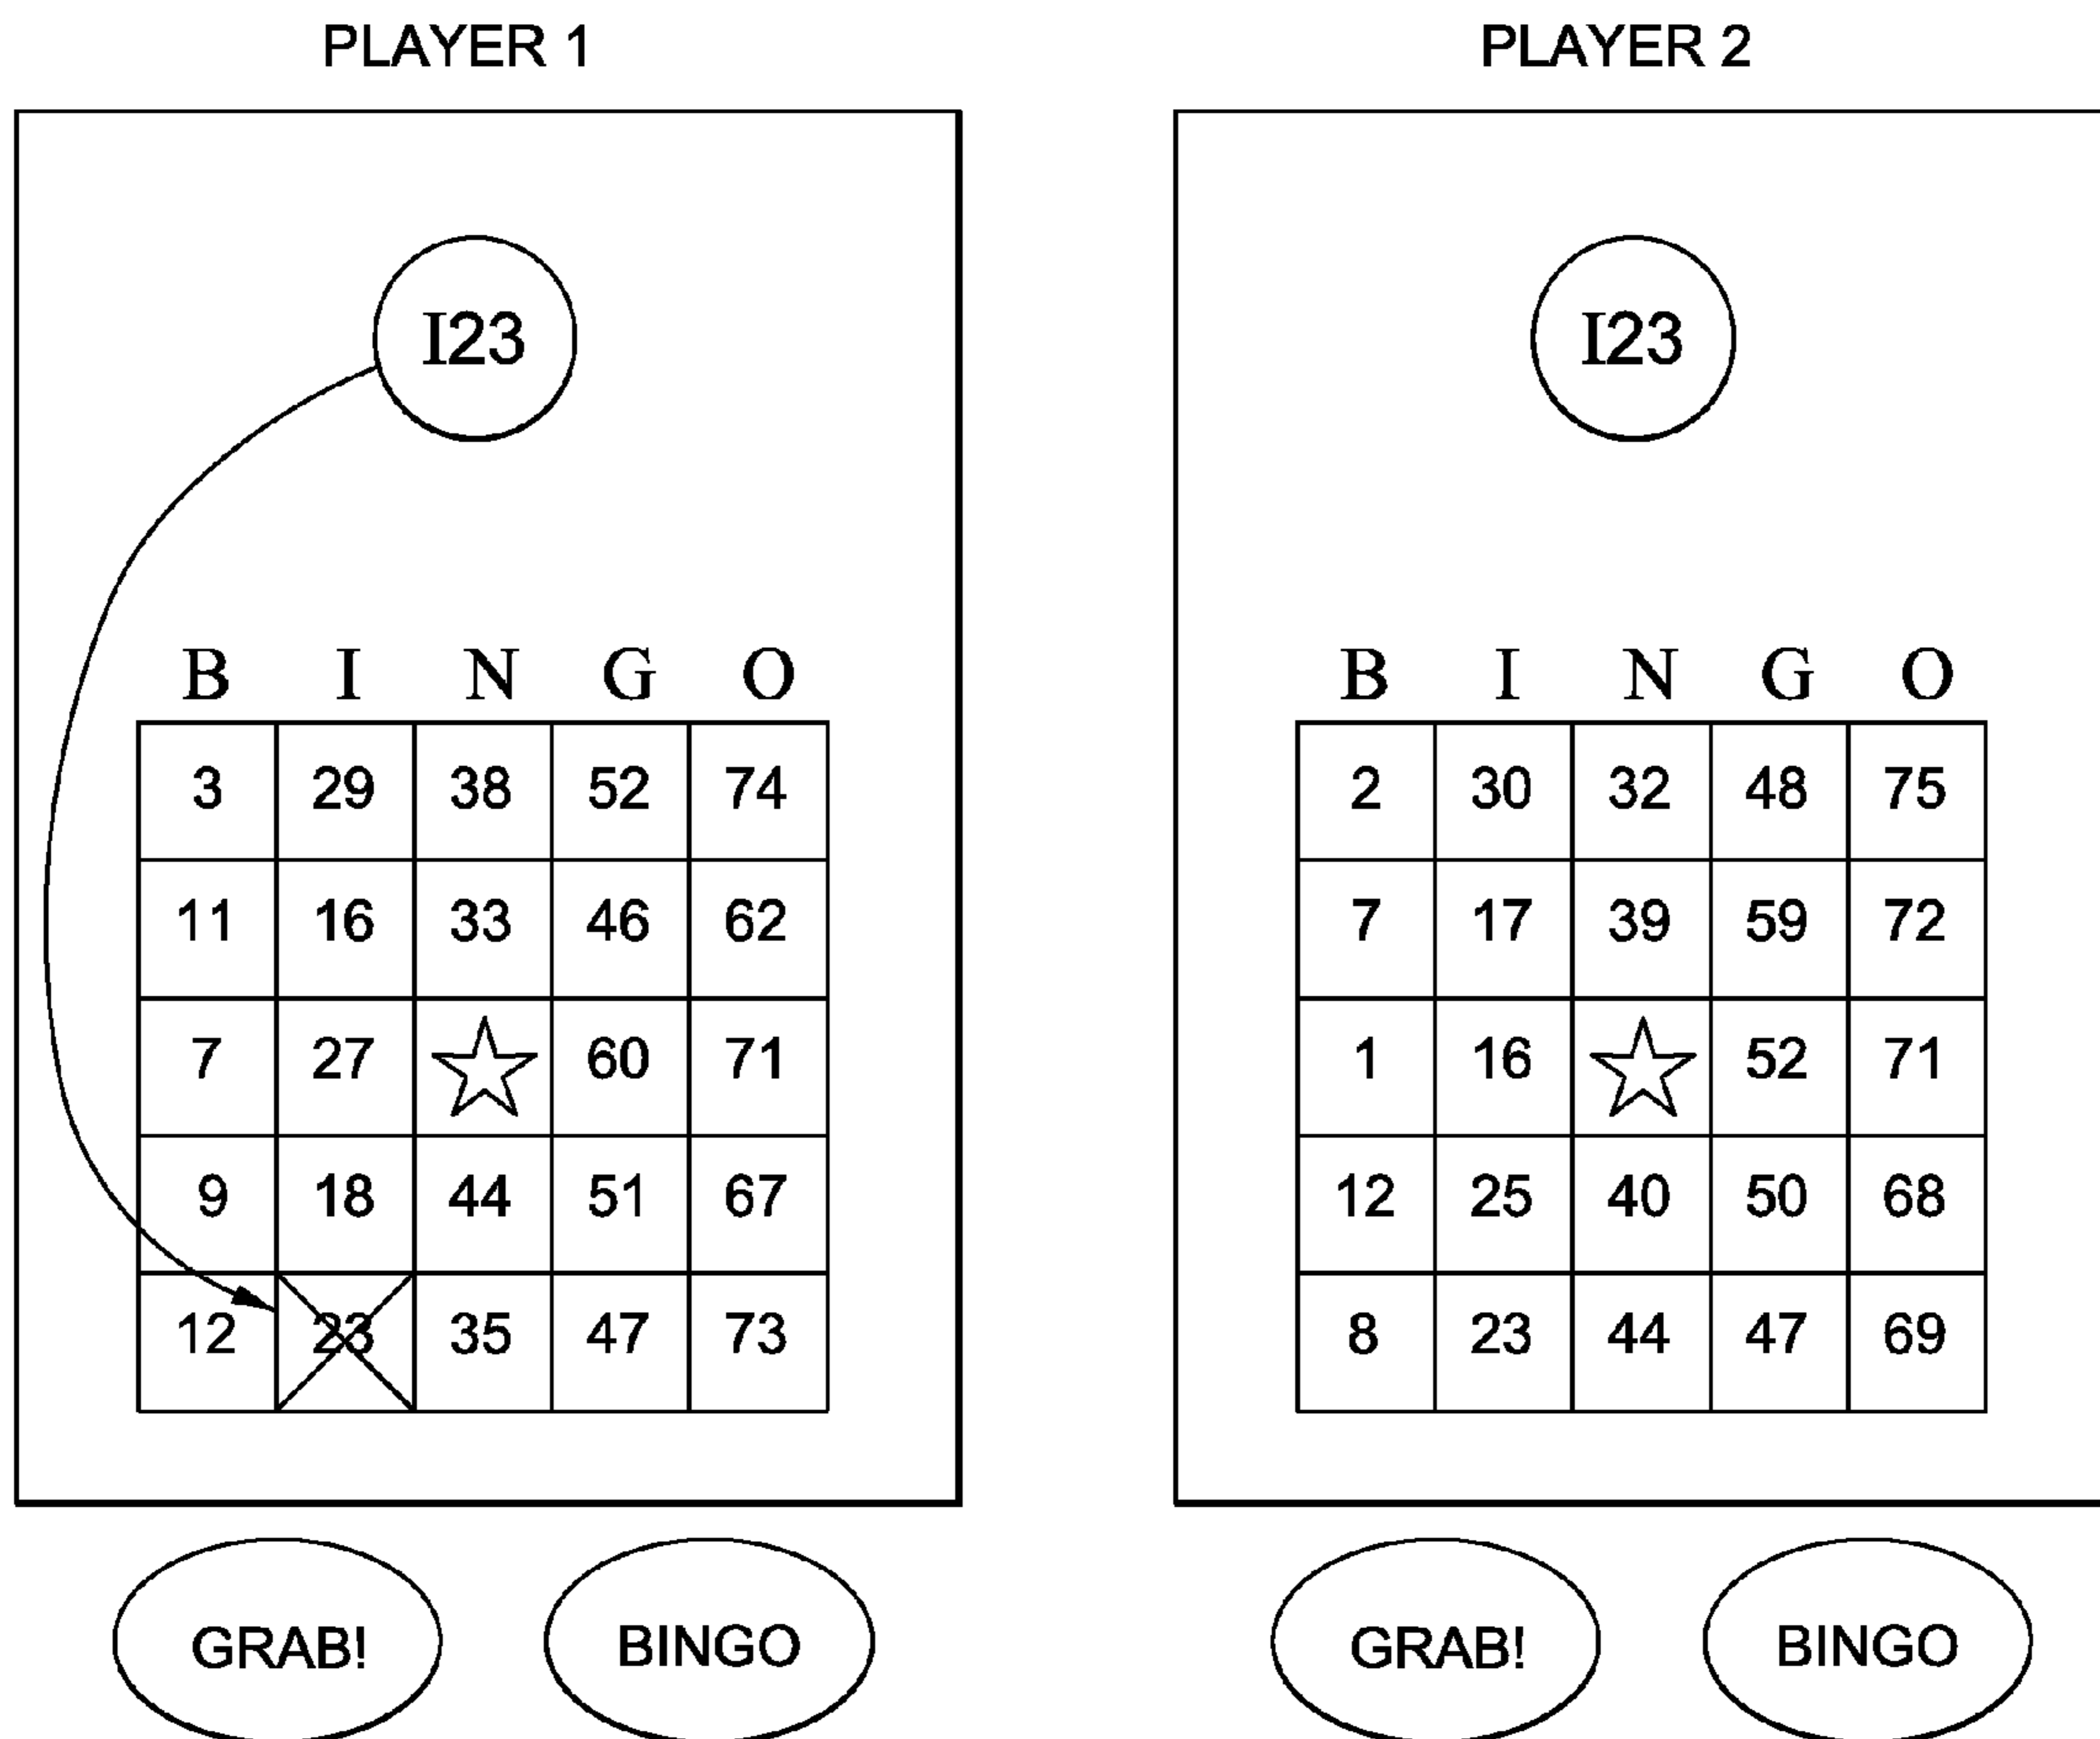 PLAYER 1 PLAYER 2
I23 I23
B I N G O B I N G O
3 29 38 52 74 2 30 32 48 75
11 16 33 46 62 7 17 39 59 72
7 27 60 71 1 16 52 71
9 18 44 51 67 12 25 40 50 68
12 23 35 47 73 8 23 44 47 69
GRAB! BINGO GRAB! BINGO